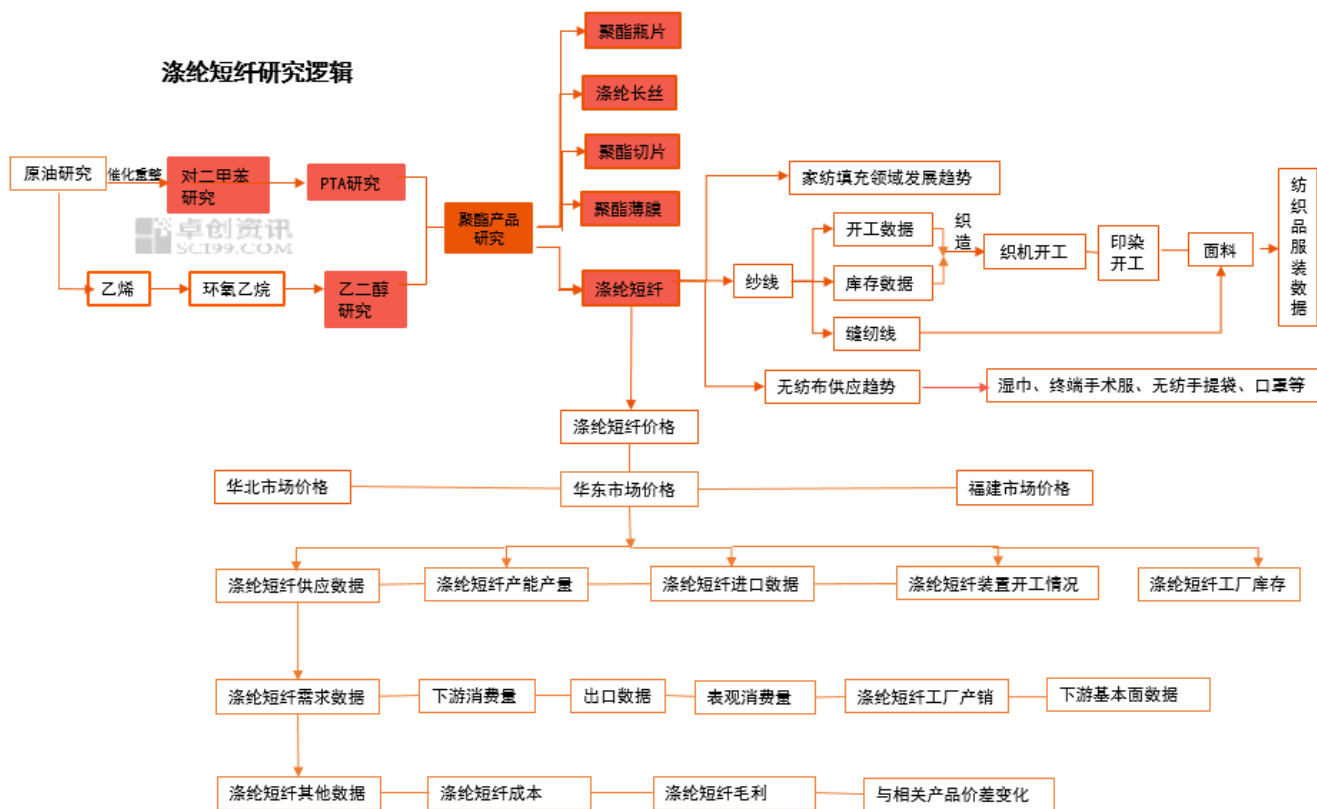 涤纶短纤研究逻辑
聚酯瓶片
涤纶长丝
聚酯切片
聚酯薄膜
原油研究
催化重整
对二甲苯
研究
PTA研究
卓创资讯
SCI99.COM
乙烯
环氧乙烷
乙二醇
研究
聚酯产品
研究
涤纶短纤
家纺填充领域发展趋势
纱线
开工数据
库存数据
缝纫线
织造
织机开工
印染
开工
面料
纺织品服装数据
无纺布供应趋势
湿巾、终端手术服、无纺手提袋、口罩等
涤纶短纤价格
华北市场价格
华东市场价格
福建市场价格
涤纶短纤供应数据
涤纶短纤产能产量
涤纶短纤进口数据
涤纶短纤装置开工情况
涤纶短纤工厂库存
涤纶短纤需求数据
下游消费量
出口数据
表观消费量
涤纶短纤工厂产销
下游基本面数据
涤纶短纤其他数据
涤纶短纤成本
涤纶短纤毛利
与相关产品价差变化